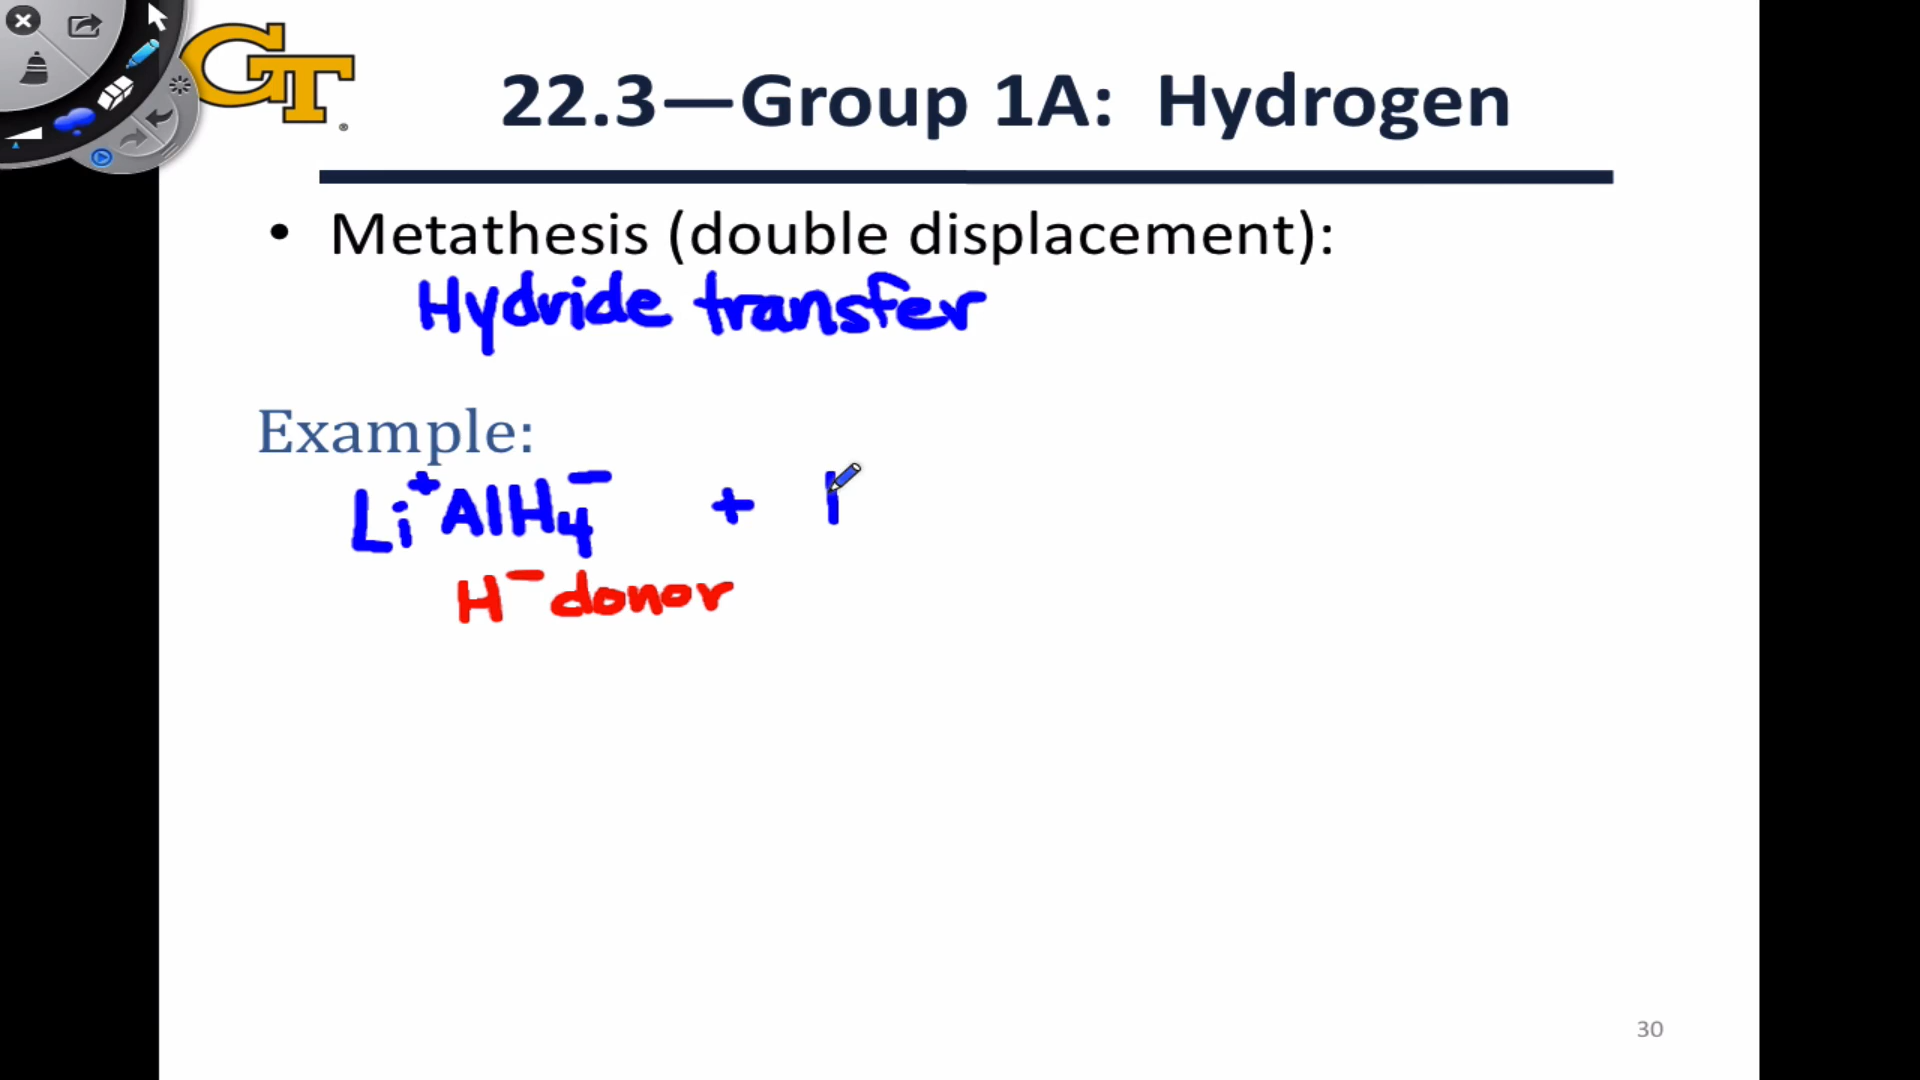 GT
22.3—Group 1A: Hydrogen
• Metathesis (double displacement):
Hydride transfer
Example:
Li⁺AlH₄⁻ +
H⁻ donor
30